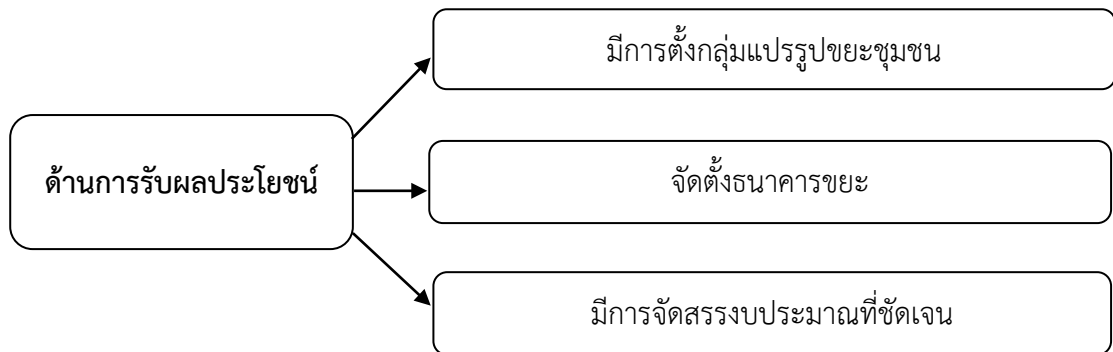 มีการตั้งกลุ่มแปรรูปขยะชุมชน
ด้านการรับผลประโยชน์
จัดตั้งธนาคารขยะ
มีการจัดสรรงบประมาณที่ชัดเจน